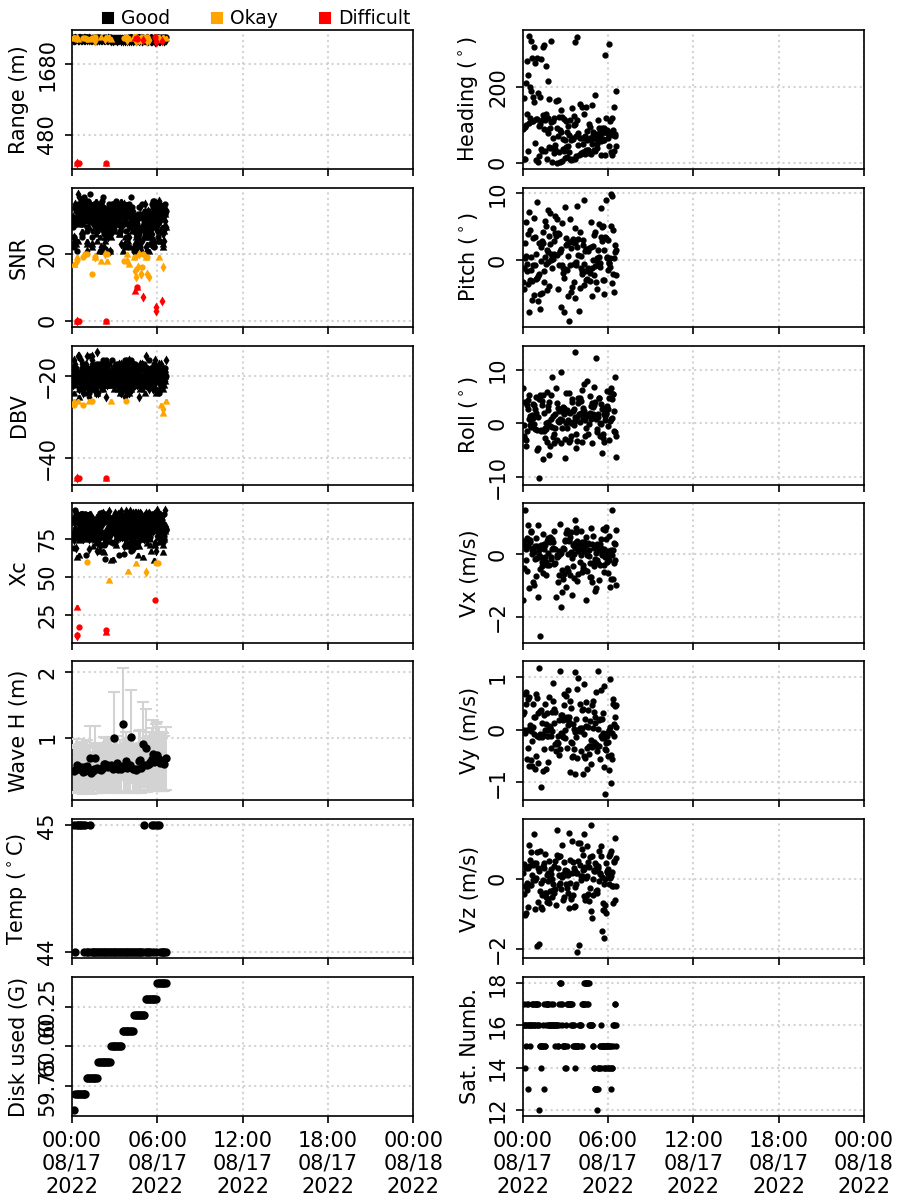 Good Okay Difficult
Range (m)
1680
480
Heading (°)
200
0
SNR
20
0
Pitch (°)
10
0
DBV
−20
−40
Roll (°)
10
0
−10
Xc
75
50
25
Vx (m/s)
0
−2
Wave H (m)
2
1
Vy (m/s)
1
0
−1
Temp (°C)
45
44
Vz (m/s)
0
−2
Disk used (G)
60.25
60.00
59.75
Sat. Numb.
18
16
14
12
00:00 06:00 12:00 18:00 00:00
08/17 08/17 08/17 08/17 08/18
2022 2022 2022 2022 2022
00:00 06:00 12:00 18:00 00:00
08/17 08/17 08/17 08/17 08/18
2022 2022 2022 2022 2022